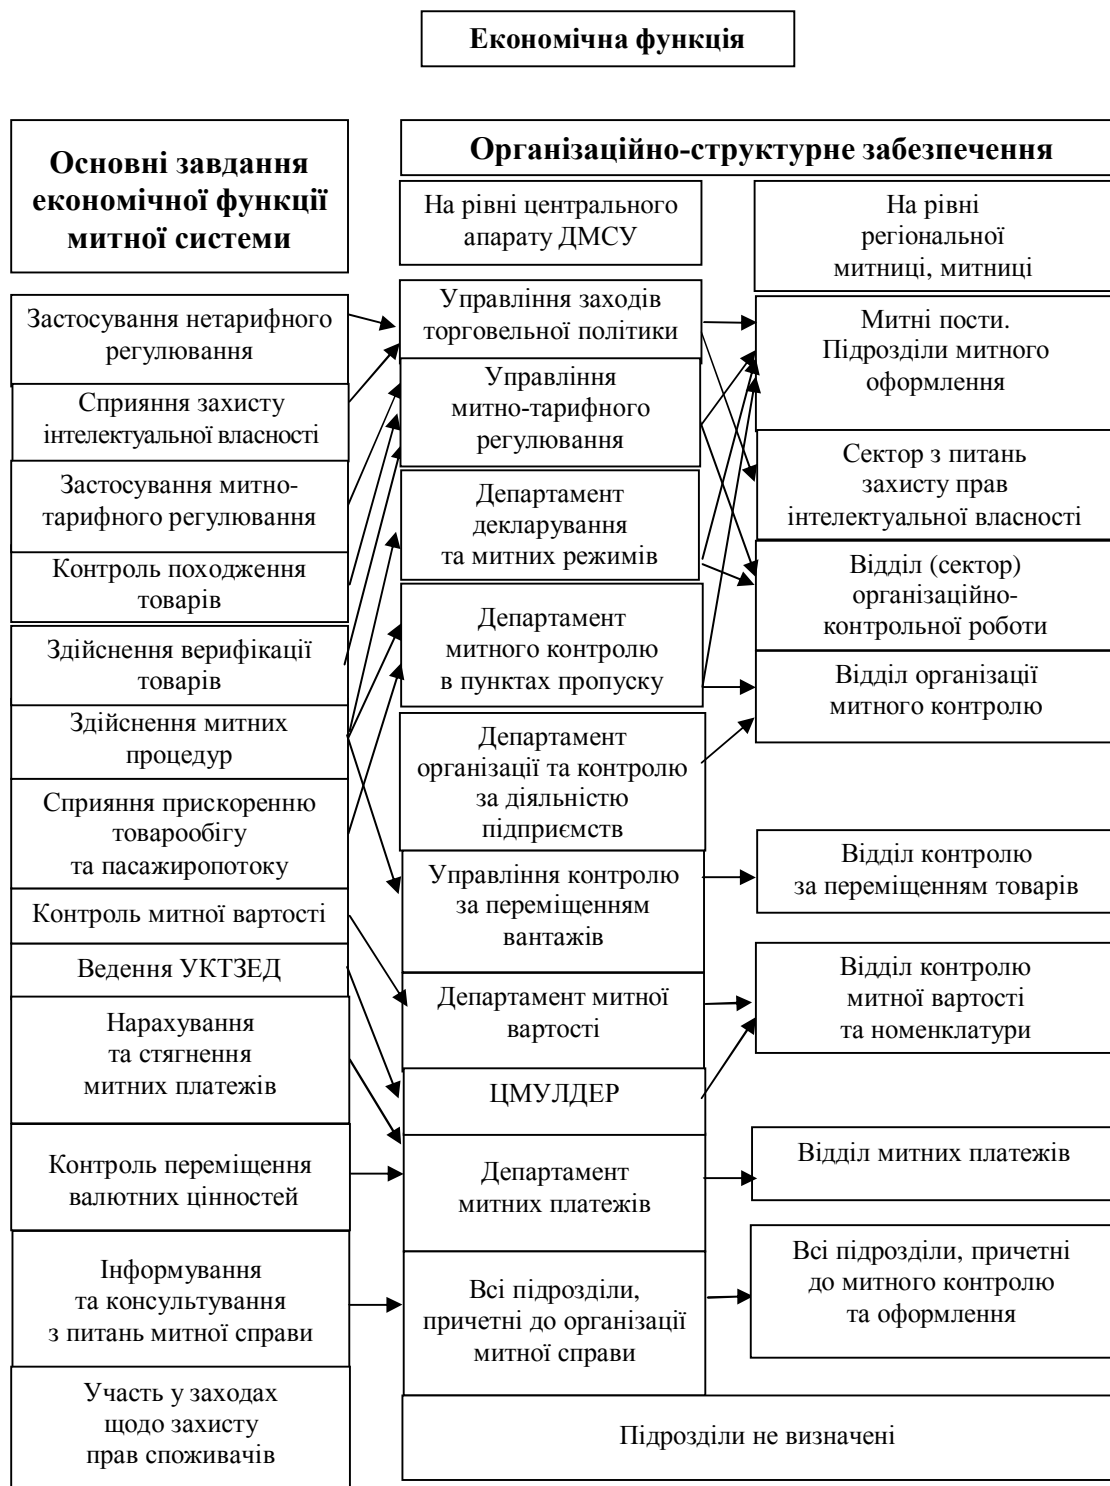 Економічна функція
Основні завдання
економічної функції
митної системи
Організаційно-структурне забезпечення
На рівні центрального
апарату ДМСУ
На рівні
регіональної
митниці, митниці
Застосування нетарифного
регулювання
Сприяння захисту
інтелектуальної власності
Застосування митно-
тарифного регулювання
Контроль походження
товарів
Здійснення верифікації
товарів
Здійснення митних
процедур
Сприяння прискоренню
товарообігу
та пасажиропотоку
Контроль митної вартості
Ведення УКТЗЕД
Нарахування
та стягнення
митних платежів
Контроль переміщення
валютних цінностей
Інформування
та консультування
з питань митної справи
Участь у заходах
щодо захисту
прав споживачів
Управління заходів
торговельної політики
Управління
митно-тарифного
регулювання
Департамент
декларування
та митних режимів
Департамент
митного контролю
в пунктах пропуску
Департамент
організації та контролю
за діяльністю
підприємств
Управління контролю
за переміщенням
вантажів
Департамент митної
вартості
ЦМУЛДЕР
Департамент
митних платежів
Всі підрозділи,
причетні до організації
митної справи
Митні пости.
Підрозділи митного
оформлення
Сектор з питань
захисту прав
інтелектуальної власності
Відділ (сектор)
організаційно-
контрольної роботи
Відділ організації
митного контролю
Відділ контролю
за переміщенням товарів
Відділ контролю
митної вартості
та номенклатури
Відділ митних платежів
Всі підрозділи, причетні
до митного контролю
та оформлення
Підрозділи не визначені